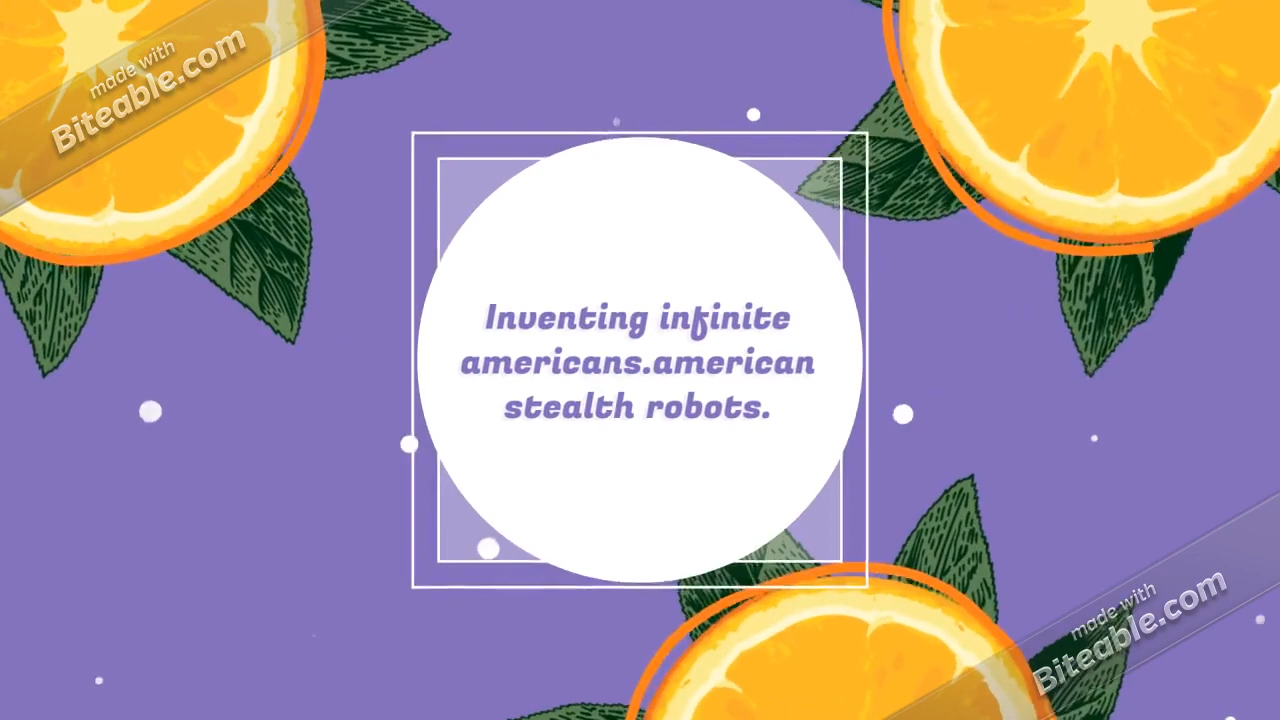 made with
Biteable.com
Inventing infinite
americans.american
stealth robots.
made with
Biteable.com